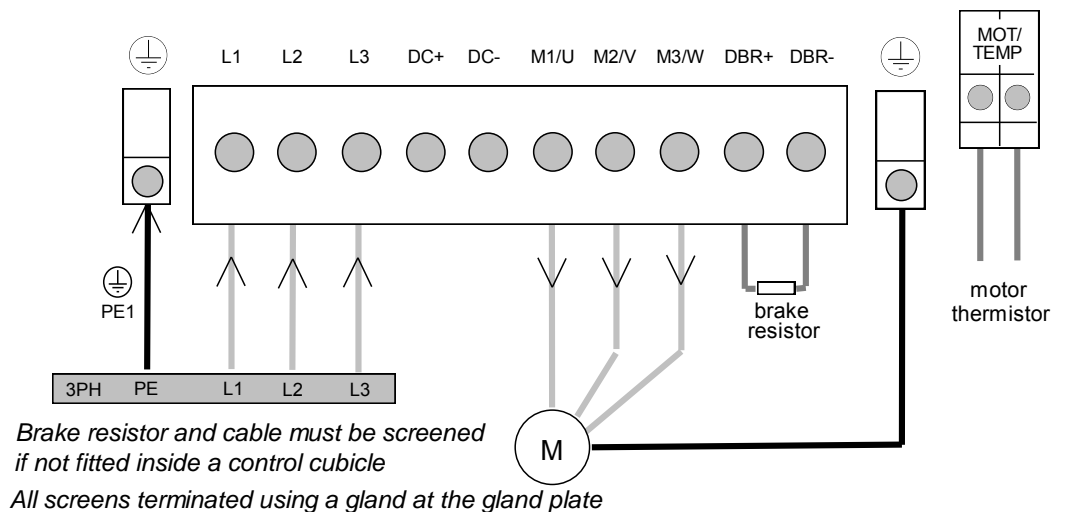 MOT/
TEMP
L1 L2 L3 DC+ DC- M1/U M2/V M3/W DBR+ DBR-
PE1
brake
resistor
motor
thermistor
3PH PE L1 L2 L3
M
Brake resistor and cable must be screened
if not fitted inside a control cubicle
All screens terminated using a gland at the gland plate